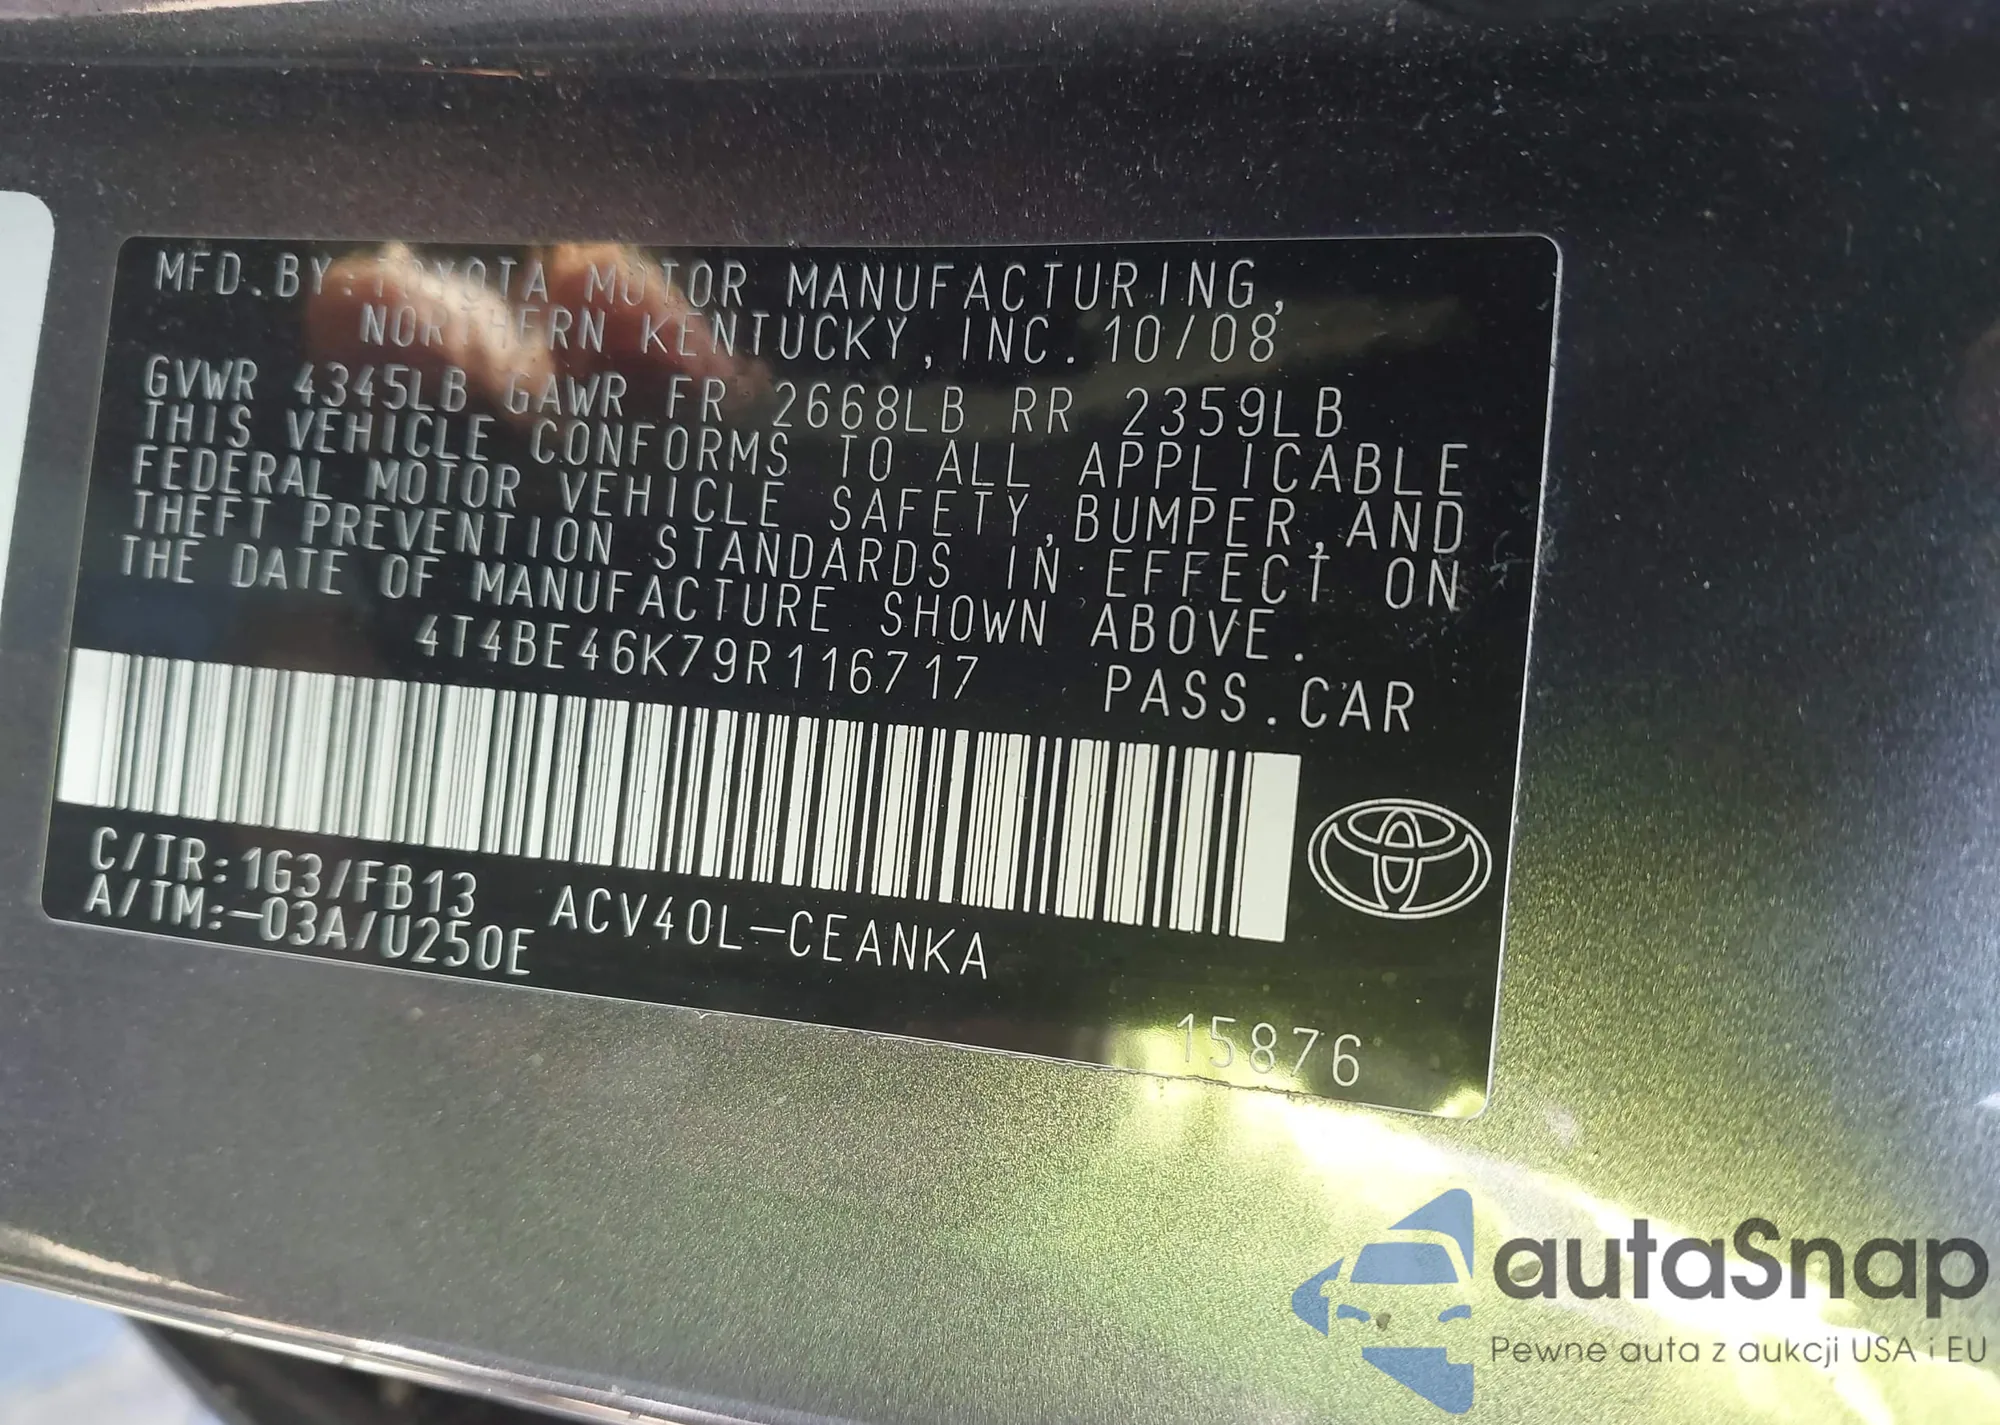 MFD.BY:TOYOTA MOTOR MANUFACTURING,
NORTHERN KENTUCKY, INC. 10/08
GVWR 4345LB GAWR FR 2668LB RR 2359LB
THIS VEHICLE CONFORMS TO ALL APPLICABLE
FEDERAL MOTOR VEHICLE SAFETY,BUMPER,AND
THEFT PREVENTION STANDARDS IN EFFECT ON
THE DATE OF MANUFACTURE SHOWN ABOVE.
4T4BE46K79R116717 PASS.CAR
C/TR:1G3/FB13
A/TM:-03A/U250E
ACV40L-CEANKA
15876
autaSnap
Pewne auta z aukcji USA i EU